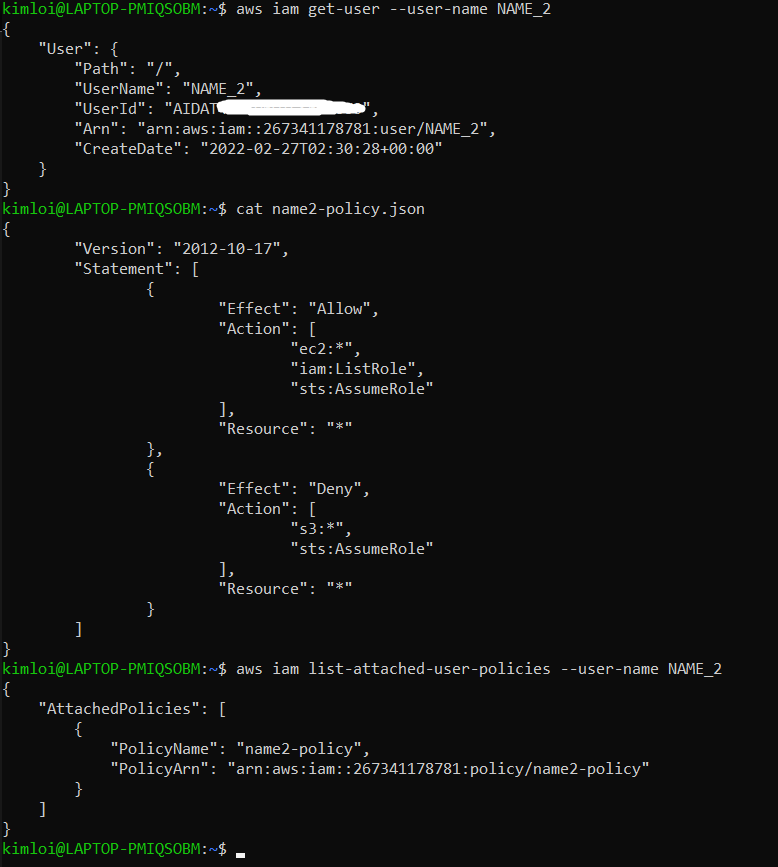 kimloi@LAPTOP-PMIQSOBM:~$ aws iam get-user --user-name NAME_2
{
    "User": {
        "Path": "/",
        "UserName": "NAME_2",
        "UserId": "AIDAT",
        "Arn": "arn:aws:iam::267341178781:user/NAME_2",
        "CreateDate": "2022-02-27T02:30:28+00:00"
    }
}
kimloi@LAPTOP-PMIQSOBM:~$ cat name2-policy.json
{
        "Version": "2012-10-17",
        "Statement": [
                {
                        "Effect": "Allow",
                        "Action": [
                                "ec2:*",
                                "iam:ListRole",
                                "sts:AssumeRole"
                        ],
                        "Resource": "*"
                },
                {
                        "Effect": "Deny",
                        "Action": [
                                "s3:*",
                                "sts:AssumeRole"
                        ],
                        "Resource": "*"
                }
        ]
}
kimloi@LAPTOP-PMIQSOBM:~$ aws iam list-attached-user-policies --user-name NAME_2
{
    "AttachedPolicies": [
        {
            "PolicyName": "name2-policy",
            "PolicyArn": "arn:aws:iam::267341178781:policy/name2-policy"
        }
    ]
}
kimloi@LAPTOP-PMIQSOBM:~$